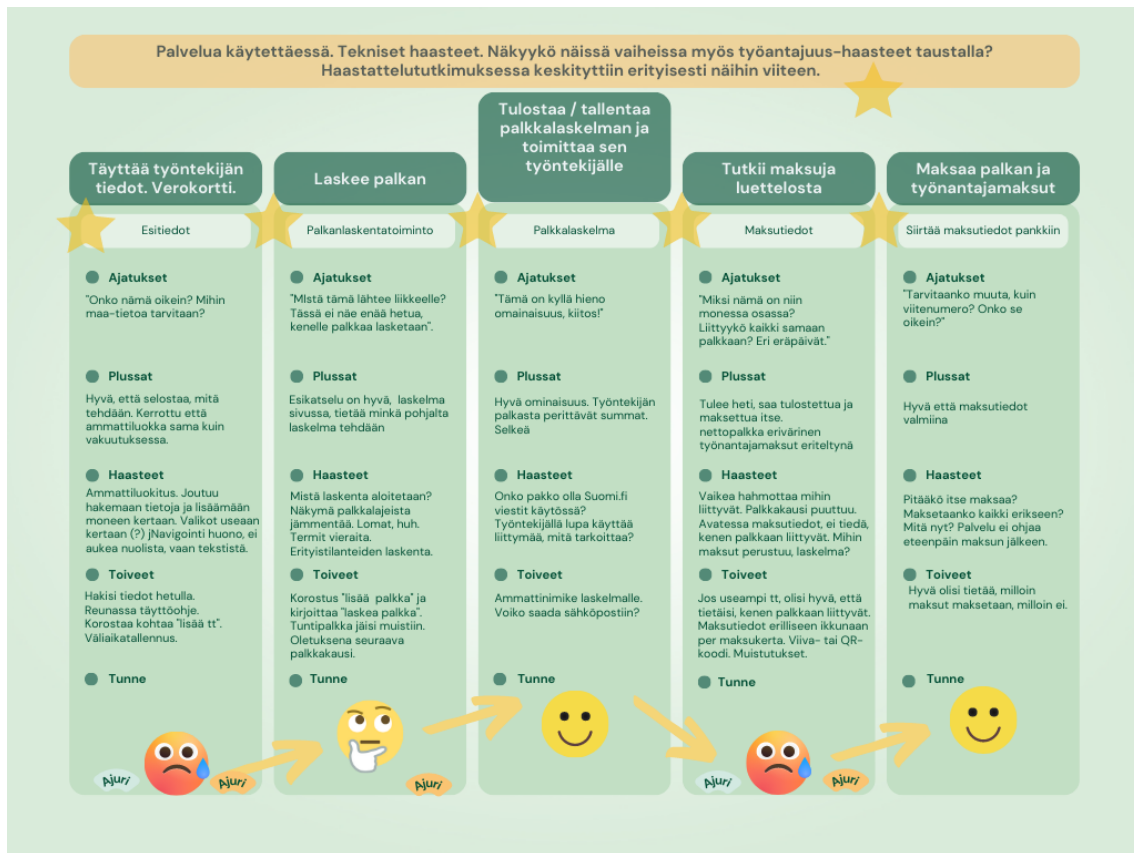 Palvelua käytettäessä. Tekniset haasteet. Näkyykö näissä vaiheissa myös työantajuus-haasteet taustalla?
Haastattelututkimuksessa keskityttiin erityisesti näihin viiteen.
Täyttää työntekijän
tiedot. Verokortti.
Esitiedot
Ajatukset
"Onko nämä oikein? Mihin
maa-tietoa tarvitaan?
Plussat
Hyvä, että selostaa, mitä
tehdään. Kerrottu että
ammattiluokka sama kuin
vakuutuksessa.
Haasteet
Ammattiluokitus. Joutuu
hakemaan tietoja ja lisäämään
moneen kertaan. Valikot useaan
kertaan (?) jNavigointi huono, ei
aukea nuolista, vaan tekstistä.
Toiveet
Hakisi tiedot hetulla.
Reunassa täyttöohje.
Korostaa kohtaa "lisää tt".
Väliaikatallennus.
Tunne
Ajuri
Ajuri
Laskee palkan
Palkanlaskentatoiminto
Ajatukset
"MIstä tämä lähtee liikkeelle?
Tässä ei näe enää hetua,
kenelle palkkaa lasketaan".
Plussat
Esikatselu on hyvä, laskelma
sivussa, tietää minkä pohjalta
laskelma tehdään
Haasteet
Mistä laskenta aloitetaan?
Näkymä palkkalajeista
jämmentää. Lomat, huh.
Termit vieraita.
Erityistilanteiden laskenta.
Toiveet
Korostus "lisää palkka" ja
kirjoittaa "laskea palkka".
Tuntipalkka jäisi muistiin.
Oletuksena seuraava
palkkakausi.
Tunne
Ajuri
Tulostaa / tallentaa
palkkalaskelman ja
toimittaa sen
työntekijälle
Palkkalaskelma
Ajatukset
"Tämä on kyllä hieno
omainaisuus, kiitos!"
Plussat
Hyvä ominaisuus. Työntekijän
palkasta perittävät summat.
Selkeä
Haasteet
Onko pakko olla Suomi.fi
viestit käytössä?
Työntekijällä lupa käyttää
liittymää, mitä tarkoittaa?
Toiveet
Ammattinimike laskelmalle.
Voiko saada sähköpostiin?
Tunne
Tutkii maksuja
luettelosta
Maksutiedot
Ajatukset
"Miksi nämä on niin
monessa osassa?
Liittyykö kaikki samaan
palkkaan? Eri eräpäivät."
Plussat
Tulee heti, saa tulostettua ja
maksettua itse.
nettopalkka erivärinen
työnantajamaksut eriteltynä
Haasteet
Vaikea hahmottaa mihin
liittyvät. Palkkakausi puuttuu.
Avatessa maksutiedot, ei tiedä,
kenen palkkaan liittyvät. Mihin
maksut perustuu, laskelma?
Toiveet
Jos useampi tt, olisi hyvä, että
tietäisi, kenen palkkaan liittyvät.
Maksutiedot erilliseen ikkunaan
per maksukerta. Viiva- tai QR-
koodi. Muistutukset.
Tunne
Ajuri
Ajuri
Maksaa palkan ja
työnantajamaksut
Siirtää maksutiedot pankkiin
Ajatukset
"Tarvitaanko muuta, kuin
viitenumero? Onko se
oikein?"
Plussat
Hyvä että maksutiedot
valmiina
Haasteet
Pitääkö itse maksaa?
Maksetaanko kaikki erikseen?
Mitä nyt? Palvelu ei ohjaa
eteenpäin maksun jälkeen.
Toiveet
Hyvä olisi tietää, milloin
maksut maksetaan, milloin ei.
Tunne